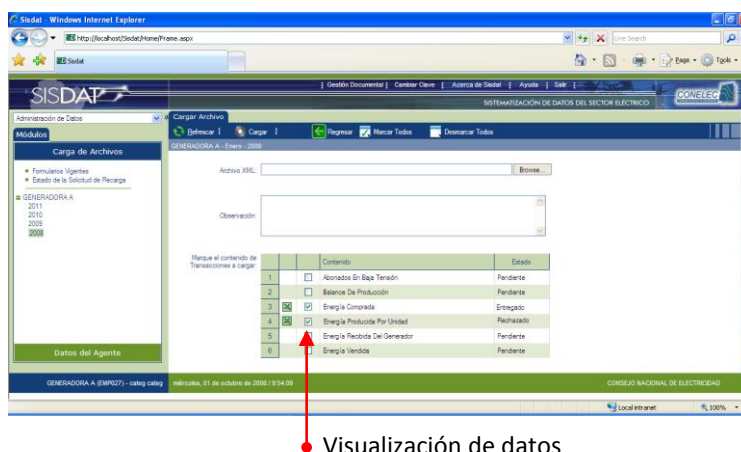 Sisdat - Windows Internet Explorer
http://localhost/Sisdat/Home/Frame.aspx
Live Search
Sisdat
Page
Tools
SISDAT
Gestión Documental | Cambiar Clave | Acerca de Sisdat | Ayuda | Salir |
SISTEMATIZACIÓN DE DATOS DEL SECTOR ELÉCTRICO
CONELEC
Administración de Datos
Cargar Archivo
Módulos
Refrescar | Cargar | Regresar Marcar Todos Desmarcar Todos
GENERADORA A - Enero - 2008
Carga de Archivos
Formularios Vigentes
Estado de la Solicitud de Recarga
GENERADORA A
2011
2010
2009
2008
Archivo XML:
Browse...
Observación:
Marque el contenido de
Transacciones a cargar:
Contenido Estado
1 Abonados En Baja Tensión Pendiente
2 Balance De Producción Pendiente
3 Energía Comprada Entregado
4 Energía Producida Por Unidad Rechazado
5 Energía Recibida Del Generador Pendiente
6 Energía Vendida Pendiente
Datos del Agente
GENERADORA A (EMP027) - categ categ
miércoles, 01 de octubre de 2008 / 9:54:09
CONSEJO NACIONAL DE ELECTRICIDAD
Local intranet
100%
Visualización de datos